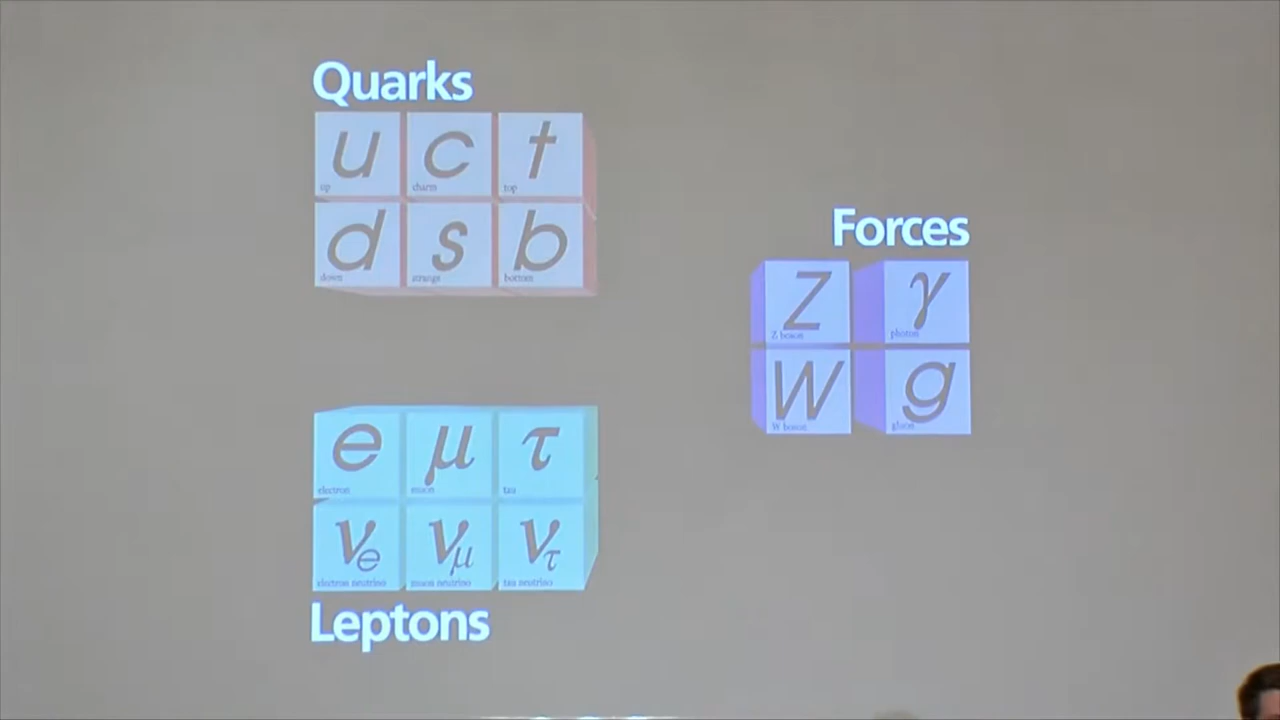 Quarks
u c t
up charm top
d s b
down strange bottom
Forces
Z γ
Z boson photon
W g
W boson gluon
e μ τ
electron muon tau
νe νμ ντ
electron neutrino muon neutrino tau neutrino
Leptons